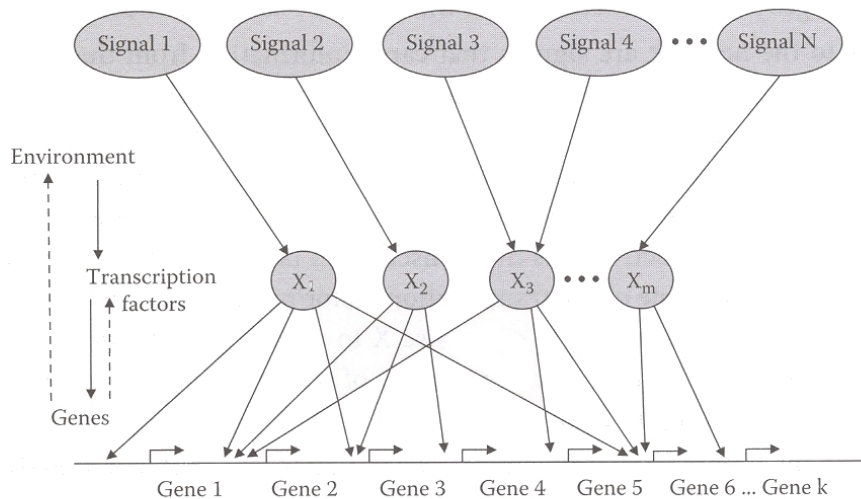 Signal 1 Signal 2 Signal 3 Signal 4 ••• Signal N
Environment
Transcription
factors
X1 X2 X3 ••• Xm
Genes
Gene 1 Gene 2 Gene 3 Gene 4 Gene 5 Gene 6 ... Gene k